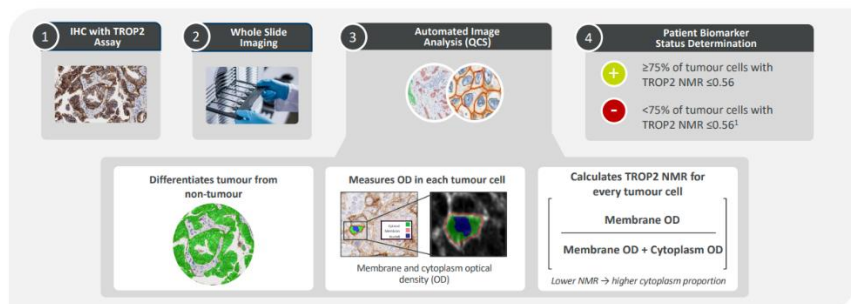 1
IHC with TROP2
Assay
2
Whole Slide
Imaging
3
Automated Image
Analysis (QCS)
4
Patient Biomarker
Status Determination
+
≥75% of tumour cells with
TROP2 NMR ≤0.56
-
<75% of tumour cells with
TROP2 NMR ≤0.56¹
Differentiates tumour from
non-tumour
Measures OD in each tumour cell
Membrane and cytoplasm optical
density (OD)
Calculates TROP2 NMR for
every tumour cell
Membrane OD
Membrane OD + Cytoplasm OD
Lower NMR → higher cytoplasm proportion